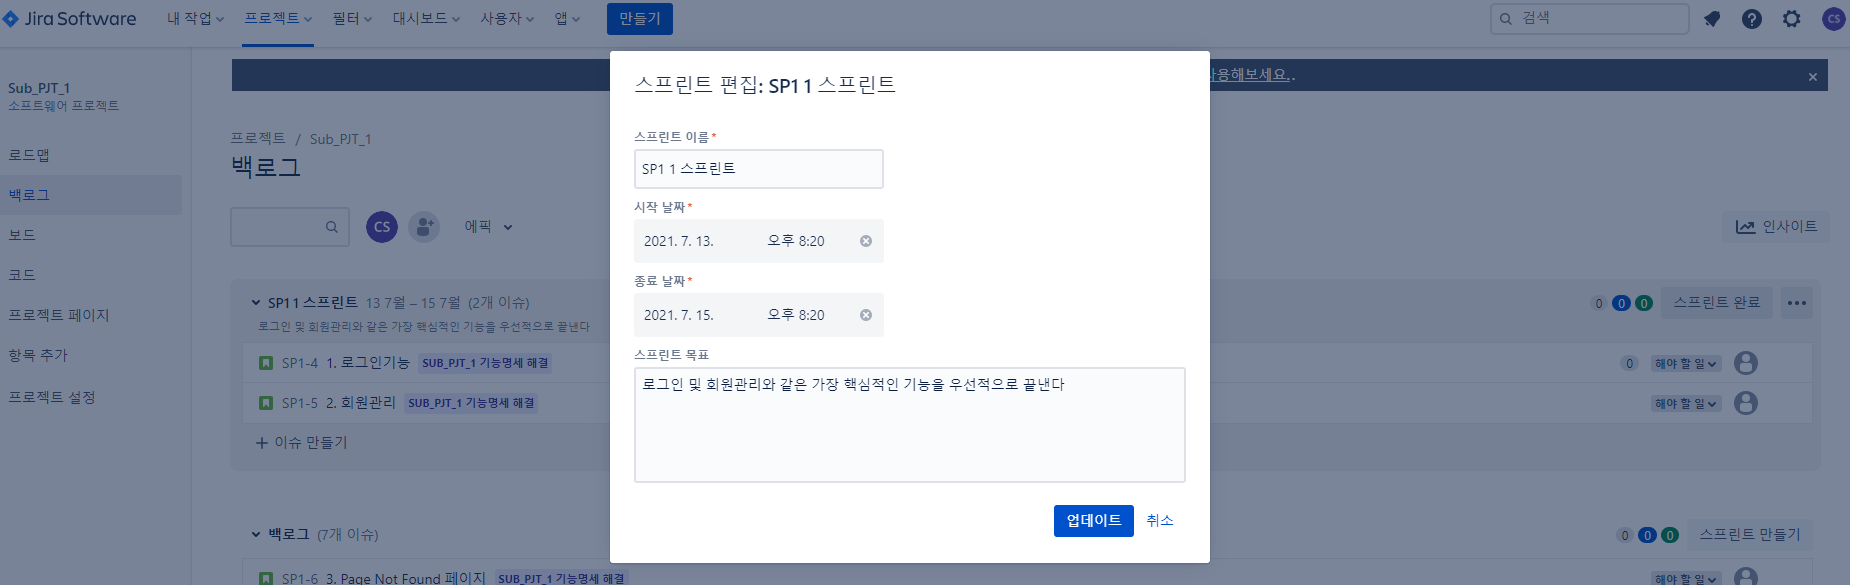 Jira Software 내 작업 프로젝트 필터 대시보드 사용자 앱 만들기 검색 CS
사용해보세요..
Sub_PJT_1
소프트웨어 프로젝트
로드맵
백로그
보드
코드
프로젝트 페이지
항목 추가
프로젝트 설정
프로젝트 / Sub_PJT_1
백로그
CS 에픽 인사이트
SP1 1 스프린트 13 7월 – 15 7월 (2개 이슈) 0 0 0 스프린트 완료
로그인 및 회원관리와 같은 가장 핵심적인 기능을 우선적으로 끝낸다
SP1-4 1. 로그인기능 SUB_PJT_1 기능명세 해결 0 해야 할 일
SP1-5 2. 회원관리 SUB_PJT_1 기능명세 해결 해야 할 일
+ 이슈 만들기
백로그 (7개 이슈) 0 0 0 스프린트 만들기
SP1-6 3. Page Not Found 페이지 SUB_PJT_1 기능명세 해결 해야 할 일
스프린트 편집: SP1 1 스프린트
스프린트 이름*
SP1 1 스프린트
시작 날짜*
2021. 7. 13. 오후 8:20
종료 날짜*
2021. 7. 15. 오후 8:20
스프린트 목표
로그인 및 회원관리와 같은 가장 핵심적인 기능을 우선적으로 끝낸다
업데이트 취소